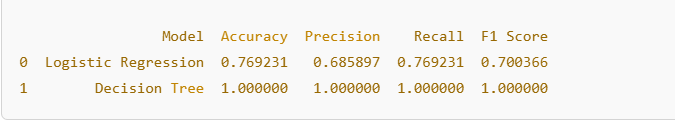 Model Accuracy Precision Recall F1 Score
0 Logistic Regression 0.769231 0.685897 0.769231 0.700366
1 Decision Tree 1.000000 1.000000 1.000000 1.000000